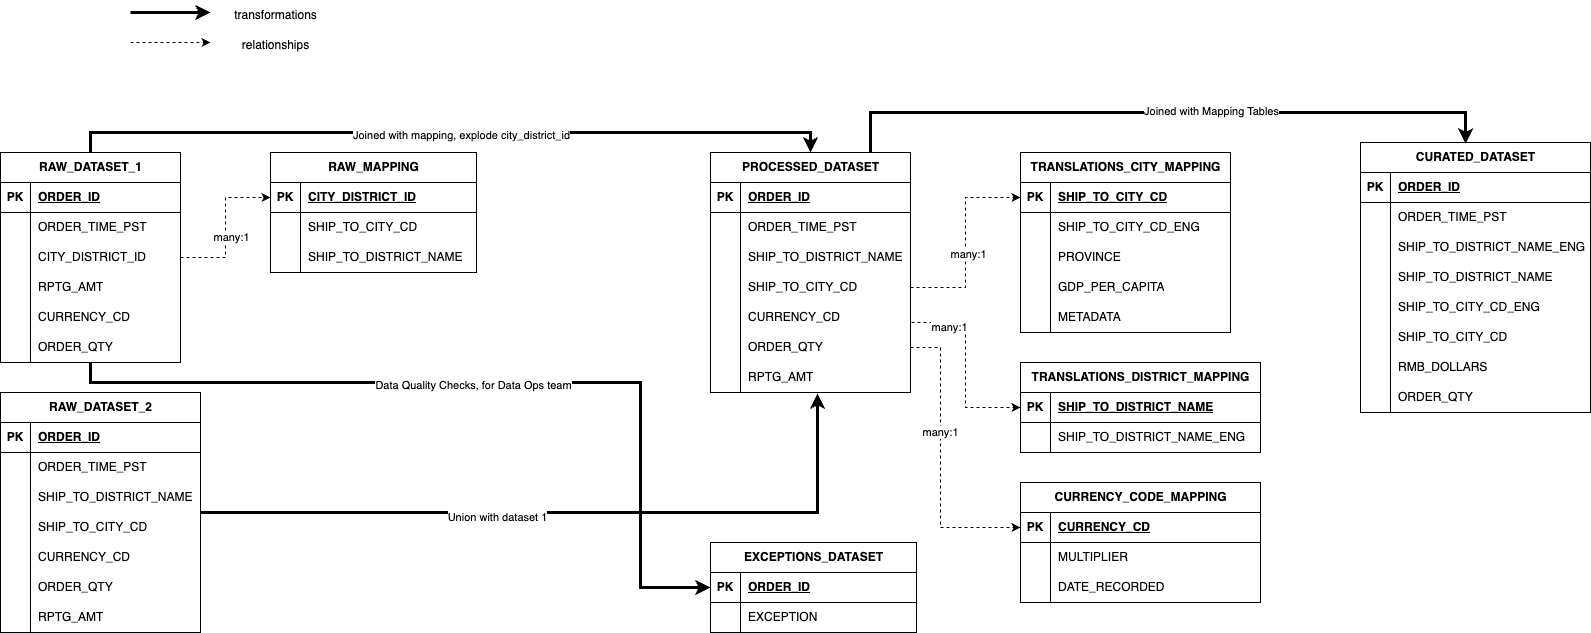 transformations
relationships
Joined with mapping, explode city_district_id
Joined with Mapping Tables
RAW_DATASET_1
PK ORDER_ID
ORDER_TIME_PST
CITY_DISTRICT_ID
RPTG_AMT
CURRENCY_CD
ORDER_QTY
many:1
RAW_MAPPING
PK CITY_DISTRICT_ID
SHIP_TO_CITY_CD
SHIP_TO_DISTRICT_NAME
PROCESSED_DATASET
PK ORDER_ID
ORDER_TIME_PST
SHIP_TO_DISTRICT_NAME
SHIP_TO_CITY_CD
CURRENCY_CD
ORDER_QTY
RPTG_AMT
many:1
many:1
many:1
TRANSLATIONS_CITY_MAPPING
PK SHIP_TO_CITY_CD
SHIP_TO_CITY_CD_ENG
PROVINCE
GDP_PER_CAPITA
METADATA
TRANSLATIONS_DISTRICT_MAPPING
PK SHIP_TO_DISTRICT_NAME
SHIP_TO_DISTRICT_NAME_ENG
CURRENCY_CODE_MAPPING
PK CURRENCY_CD
MULTIPLIER
DATE_RECORDED
CURATED_DATASET
PK ORDER_ID
ORDER_TIME_PST
SHIP_TO_DISTRICT_NAME_ENG
SHIP_TO_DISTRICT_NAME
SHIP_TO_CITY_CD_ENG
SHIP_TO_CITY_CD
RMB_DOLLARS
ORDER_QTY
Data Quality Checks, for Data Ops team
RAW_DATASET_2
PK ORDER_ID
ORDER_TIME_PST
SHIP_TO_DISTRICT_NAME
SHIP_TO_CITY_CD
CURRENCY_CD
ORDER_QTY
RPTG_AMT
Union with dataset 1
EXCEPTIONS_DATASET
PK ORDER_ID
EXCEPTION